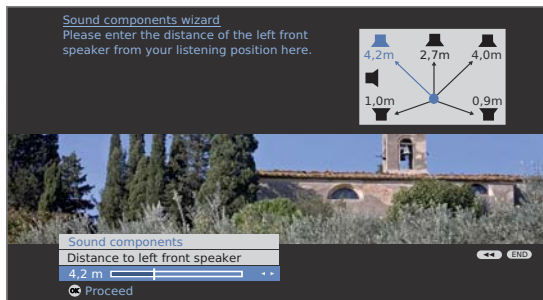 Sound components wizard
Please enter the distance of the left front
speaker from your listening position here.
4,2m 2,7m 4,0m
1,0m 0,9m
Sound components
Distance to left front speaker
4,2 m
OK Proceed
END